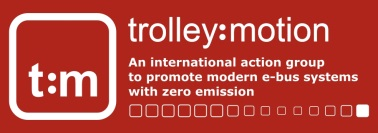 t:m
trolley:motion
An international action group
to promote modern e-bus systems
with zero emission